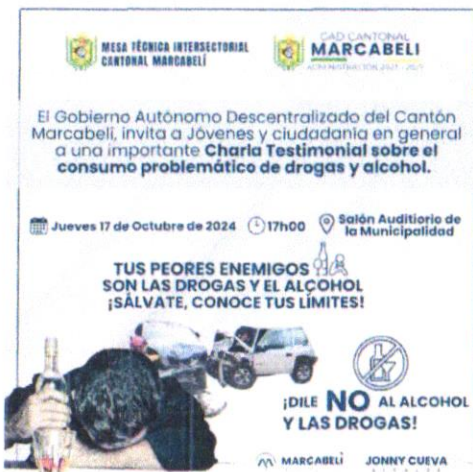 MESA TÉCNICA INTERSECTORIAL
CANTONAL MARCABELÍ
GAD CANTONAL
MARCABELI
El Gobierno Autónomo Descentralizado del Cantón
Marcabelí, invita a Jóvenes y ciudadanía en general
a una importante Charla Testimonial sobre el
consumo problemático de drogas y alcohol.
Jueves 17 de Octubre de 2024
17h00
Salón Auditorio de
la Municipalidad
TUS PEORES ENEMIGOS
SON LAS DROGAS Y EL ALCOHOL
¡SÁLVATE, CONOCE TUS LÍMITES!
¡DILE NO AL ALCOHOL
Y LAS DROGAS!
MARCABELÍ
JONNY CUEVA